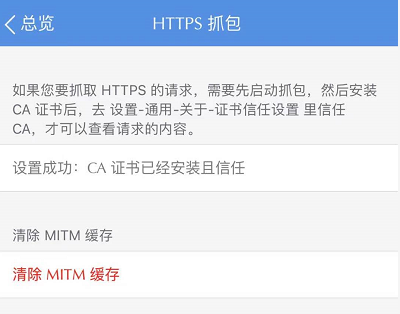 总览
HTTPS 抓包
如果您要抓取 HTTPS 的请求，需要先启动抓包，然后安装
CA 证书后，去 设置-通用-关于-证书信任设置 里信任
CA，才可以查看请求的内容。
设置成功：CA 证书已经安装且信任
清除 MITM 缓存
清除 MITM 缓存